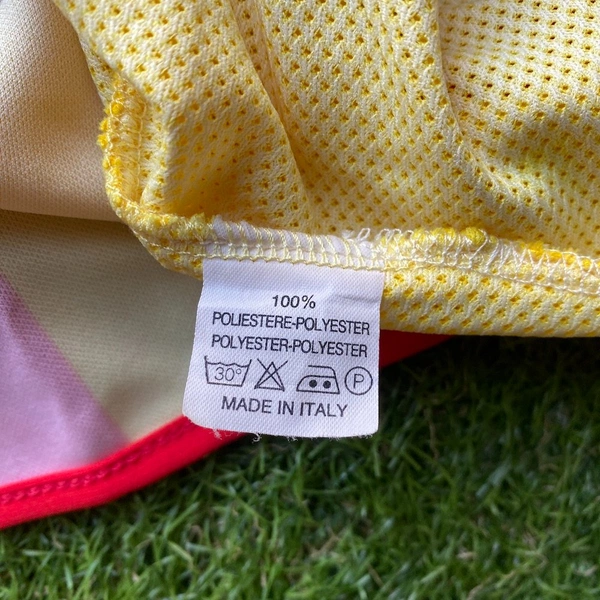 100%
POLIESTERE-POLYESTER
POLYESTER-POLYESTER
30° P
MADE IN ITALY